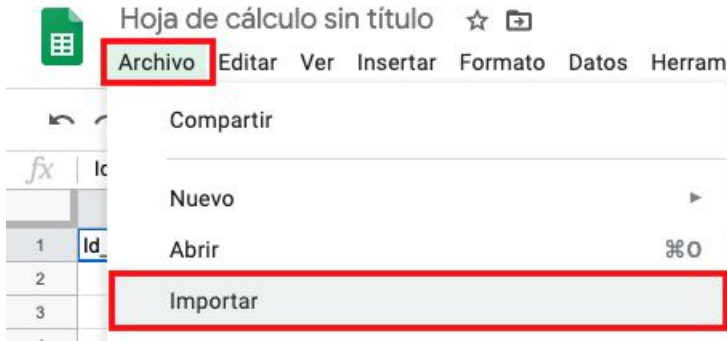 Hoja de cálculo sin título
Archivo Editar Ver Insertar Formato Datos Herram
Compartir
fx
Nuevo
1 Id_
Abrir ⌘O
2
Importar
3